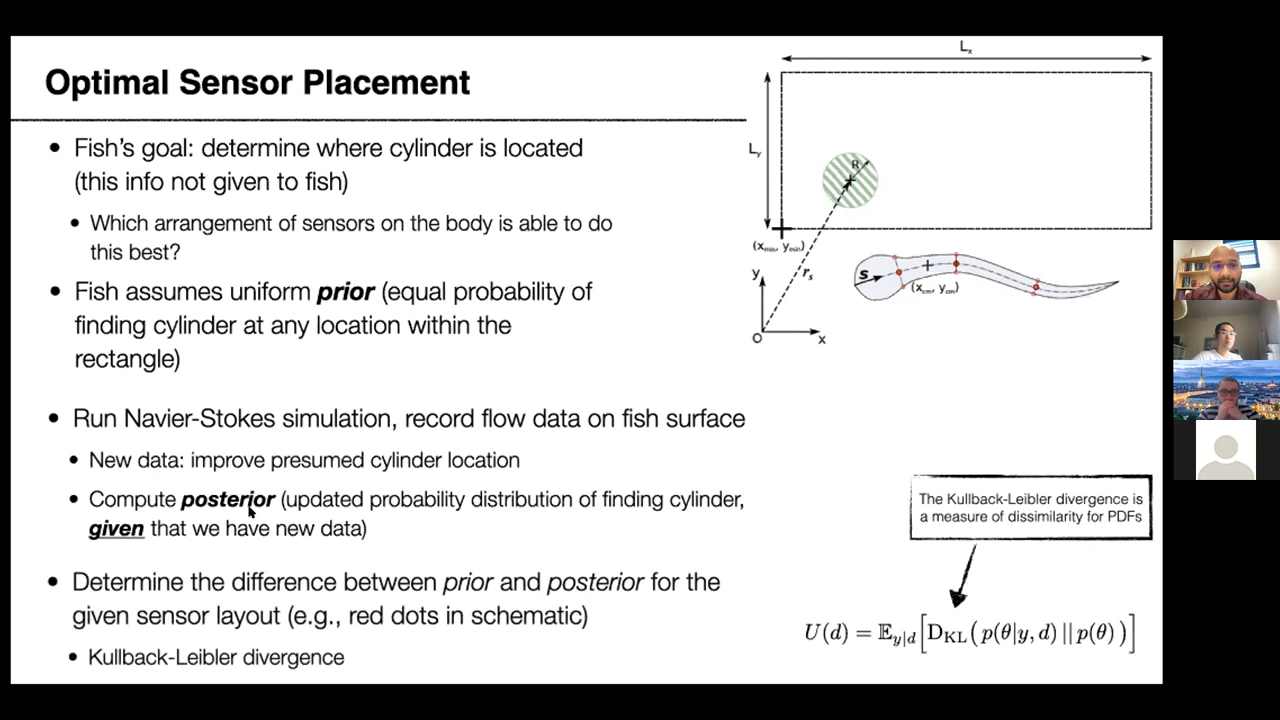 Optimal Sensor Placement
• Fish's goal: determine where cylinder is located
(this info not given to fish)
• Which arrangement of sensors on the body is able to do
this best?
• Fish assumes uniform prior (equal probability of
finding cylinder at any location within the
rectangle)
• Run Navier-Stokes simulation, record flow data on fish surface
• New data: improve presumed cylinder location
• Compute posterior (updated probability distribution of finding cylinder,
given that we have new data)
• Determine the difference between prior and posterior for the
given sensor layout (e.g., red dots in schematic)
• Kullback-Leibler divergence
Lx
Ly
R
(xmin, ymin)
rs
y
O
x
s
(xcm, ycm)
The Kullback-Leibler divergence is
a measure of dissimilarity for PDFs
U(d) = 𝔼y|d[DKL(p(θ|y, d) || p(θ))]